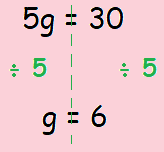 5g = 30
÷ 5 ÷ 5
g = 6